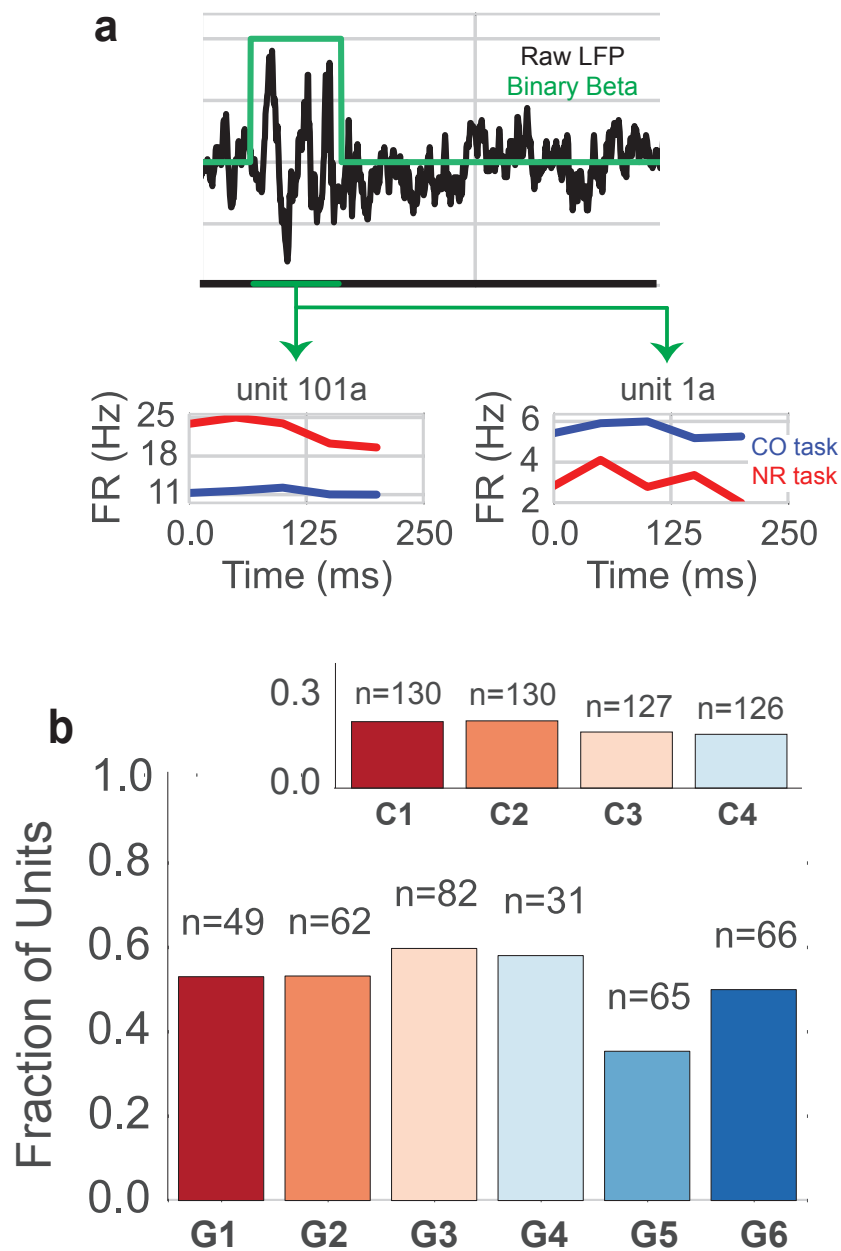 a
Raw LFP
Binary Beta
unit 101a
unit 1a
FR (Hz)
25
18
11
0.0 125 250
Time (ms)
FR (Hz)
6
4
2
CO task
NR task
0.0 125 250
Time (ms)
b
0.3
0.0
n=130 n=130 n=127 n=126
C1 C2 C3 C4
Fraction of Units
1.0
0.8
0.6
0.4
0.2
0.0
n=49 n=62 n=82 n=31 n=65 n=66
G1 G2 G3 G4 G5 G6